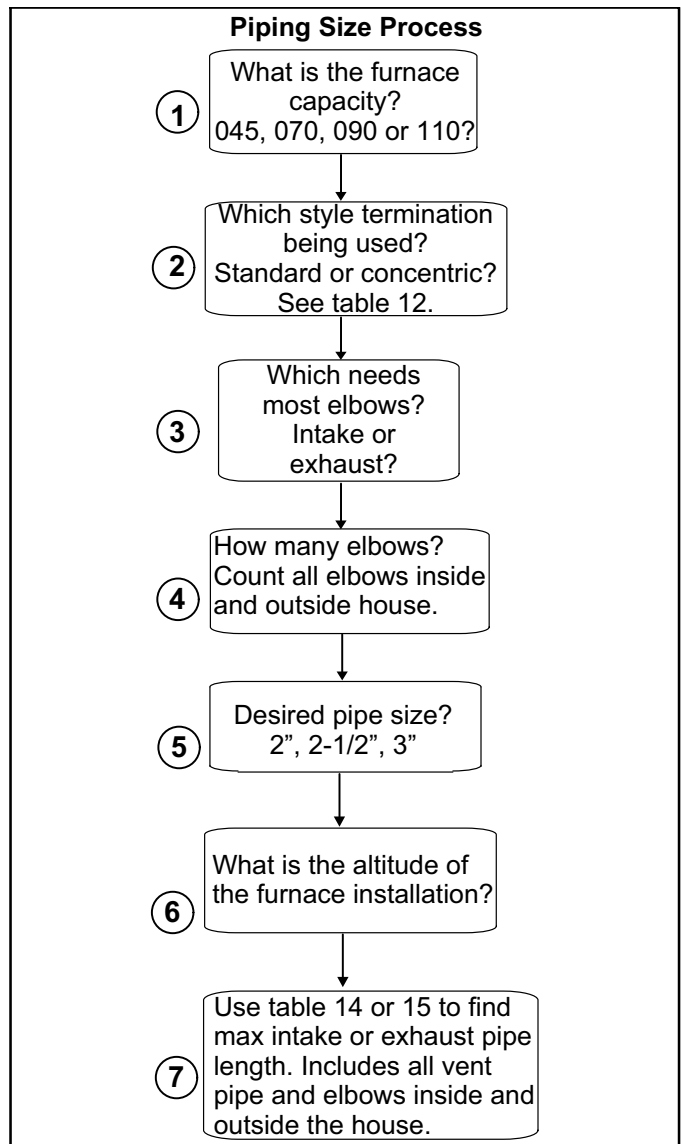 Piping Size Process
1
What is the furnace
capacity?
045, 070, 090 or 110?
2
Which style termination
being used?
Standard or concentric?
See table 12.
3
Which needs
most elbows?
Intake or
exhaust?
4
How many elbows?
Count all elbows inside
and outside house.
5
Desired pipe size?
2”, 2-1/2”, 3”
6
What is the altitude of
the furnace installation?
7
Use table 14 or 15 to find
max intake or exhaust pipe
length. Includes all vent
pipe and elbows inside and
outside the house.